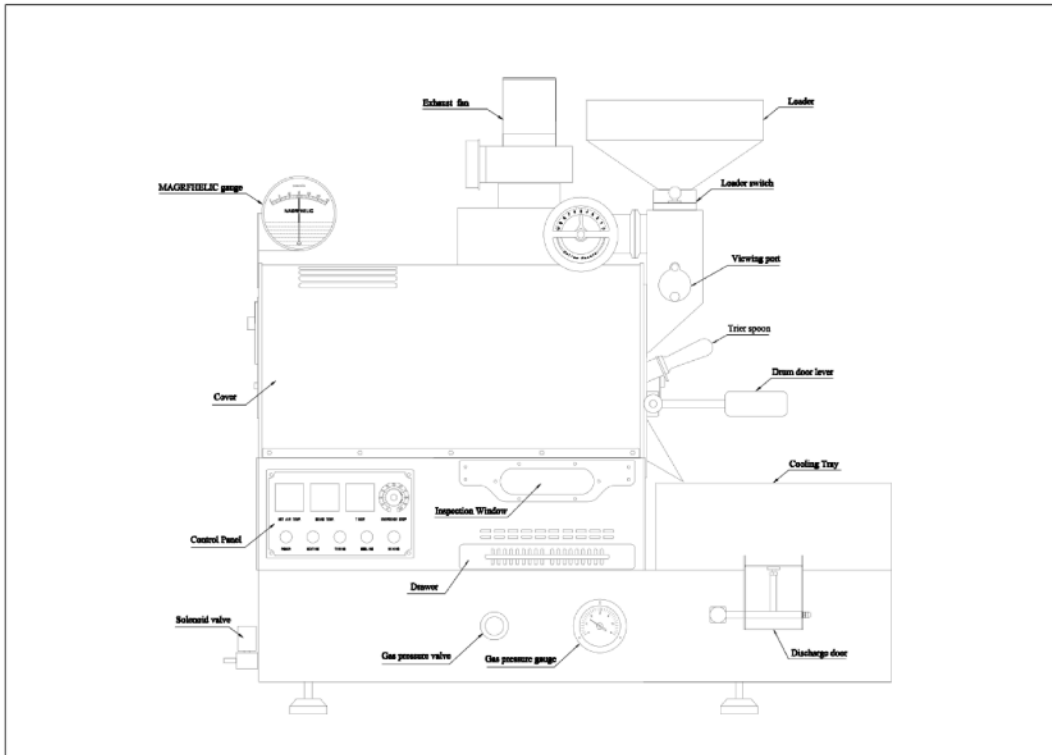 Exhaust fan
Loader
MAGRFHELIC gauge
Loader switch
Viewing port
Trier spoon
Drum door lever
Cover
Cooling Tray
Inspection Window
Control Panel
Drawer
Solenoid valve
Gas pressure valve
Gas pressure gauge
Discharge door